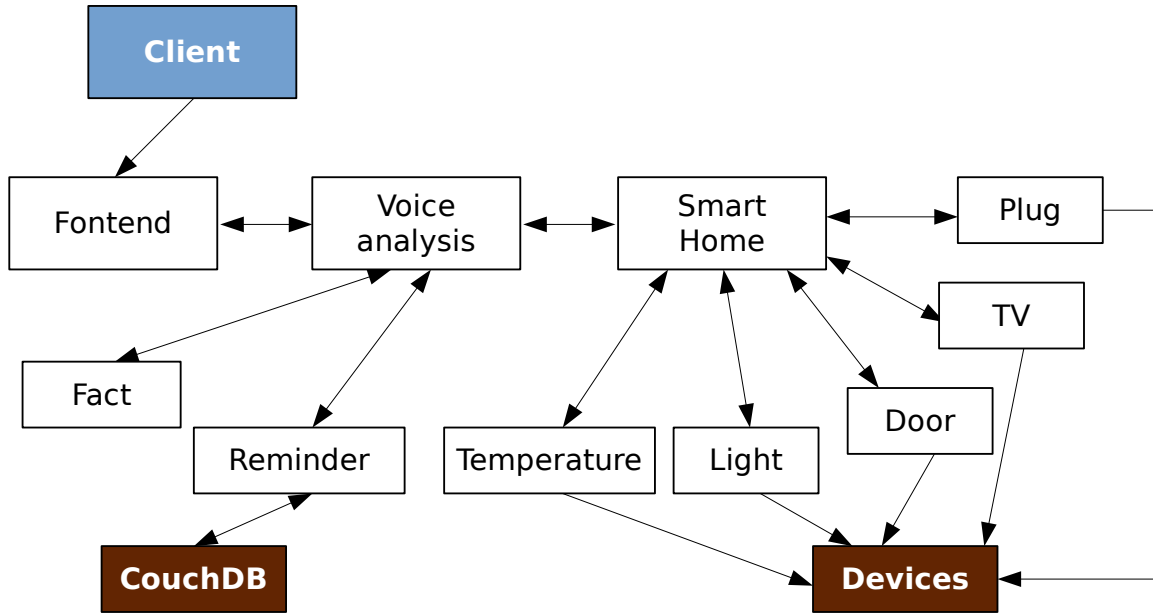 Client
Fontend
Voice
analysis
Smart
Home
Plug
TV
Fact
Door
Reminder
Temperature
Light
CouchDB
Devices